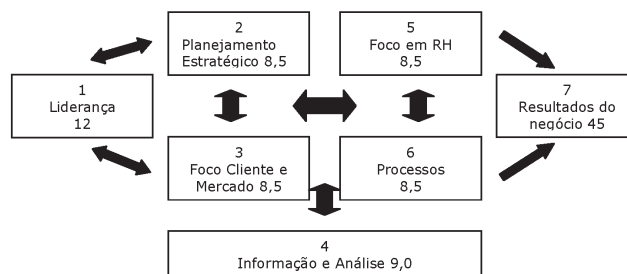 1
Liderança
12
2
Planejamento
Estratégico 8,5
3
Foco Cliente e
Mercado 8,5
5
Foco em RH
8,5
6
Processos
8,5
7
Resultados do
negócio 45
4
Informação e Análise 9,0